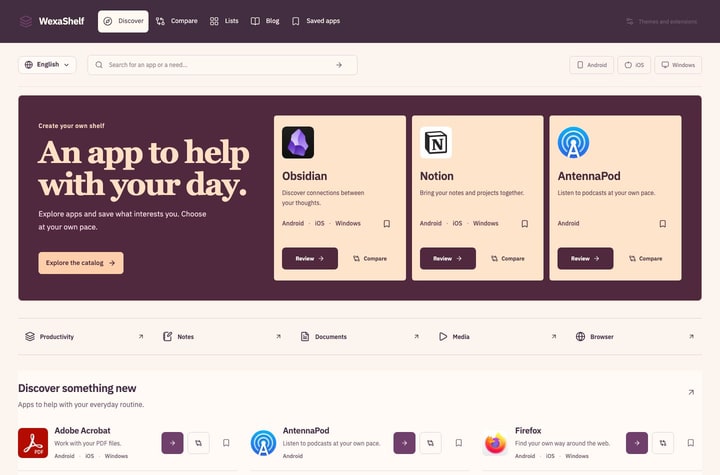 WexaShelf
Discover
Compare
Lists
Blog
Saved apps
Themes and extensions
English
Search for an app or a need...
Android
iOS
Windows
Create your own shelf
An app to help
with your day.
Explore apps and save what interests you. Choose
at your own pace.
Explore the catalog
Obsidian
Discover connections between
your thoughts.
Android · iOS · Windows
Review
Compare
Notion
Bring your notes and projects together.
Android · iOS · Windows
Review
Compare
AntennaPod
Listen to podcasts at your own pace.
Android
Review
Compare
Productivity
Notes
Documents
Media
Browser
Discover something new
Apps to help with your everyday routine.
PDF
Adobe Acrobat
Work with your PDF files.
Android · iOS · Windows
AntennaPod
Listen to podcasts at your own pace.
Android
Firefox
Find your own way around the web.
Android · iOS · Windows